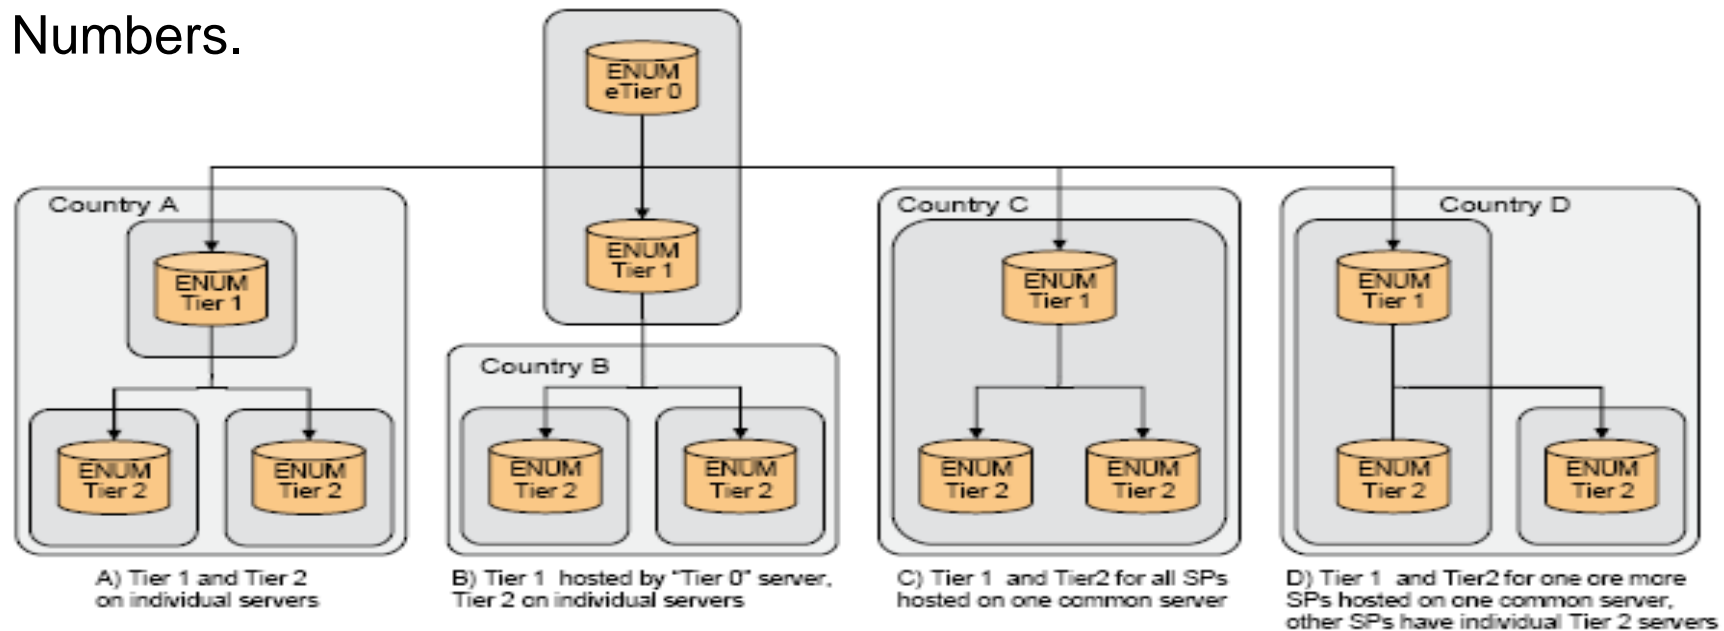 Numbers.
ENUM
eTier 0
Country A
ENUM
Tier 1
ENUM
Tier 2
ENUM
Tier 2
ENUM
Tier 1
Country B
ENUM
Tier 2
ENUM
Tier 2
Country C
ENUM
Tier 1
ENUM
Tier 2
ENUM
Tier 2
Country D
ENUM
Tier 1
ENUM
Tier 2
ENUM
Tier 2
A) Tier 1 and Tier 2
on individual servers
B) Tier 1 hosted by "Tier 0" server,
Tier 2 on individual servers
C) Tier 1 and Tier2 for all SPs
hosted on one common server
D) Tier 1 and Tier2 for one ore more
SPs hosted on one common server,
other SPs have individual Tier 2 servers